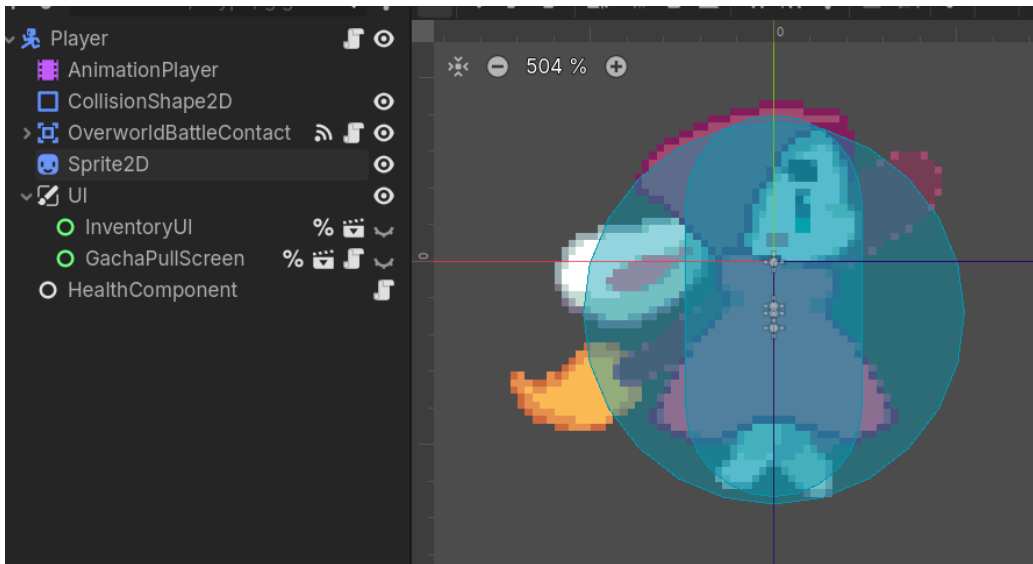 Player
AnimationPlayer
CollisionShape2D
OverworldBattleContact
Sprite2D
UI
InventoryUI %
GachaPullScreen %
HealthComponent
0
504 %
0